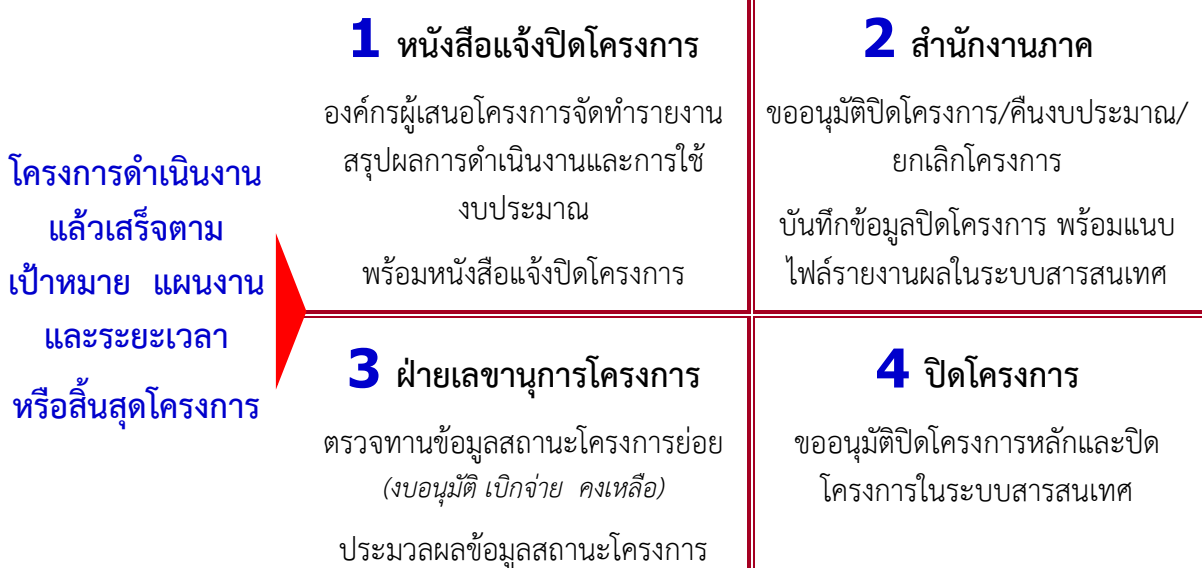 โครงการดำเนินงาน
แล้วเสร็จตาม
เป้าหมาย แผนงาน
และระยะเวลา
หรือสิ้นสุดโครงการ
1 หนังสือแจ้งปิดโครงการ
องค์กรผู้เสนอโครงการจัดทำรายงาน
สรุปผลการดำเนินงานและการใช้
งบประมาณ
พร้อมหนังสือแจ้งปิดโครงการ
2 สำนักงานภาค
ขออนุมัติปิดโครงการ/คืนงบประมาณ/
ยกเลิกโครงการ
บันทึกข้อมูลปิดโครงการ พร้อมแนบ
ไฟล์รายงานผลในระบบสารสนเทศ
3 ฝ่ายเลขานุการโครงการ
ตรวจทานข้อมูลสถานะโครงการย่อย
(งบอนุมัติ เบิกจ่าย คงเหลือ)
ประมวลผลข้อมูลสถานะโครงการ
4 ปิดโครงการ
ขออนุมัติปิดโครงการหลักและปิด
โครงการในระบบสารสนเทศ